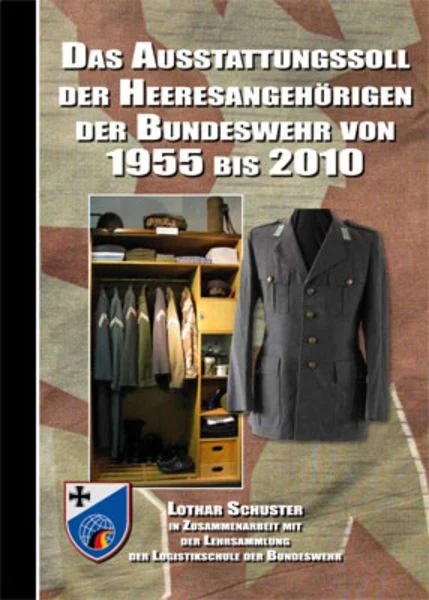 DAS AUSSTATTUNGSSOLL
DER HEERESANGEHÖRIGEN
DER BUNDESWEHR VON
1955 BIS 2010
LOTHAR SCHUSTER
IN ZUSAMMENARBEIT MIT
DER LEHRSAMMLUNG
DER LOGISTIKSCHULE DER BUNDESWEHR